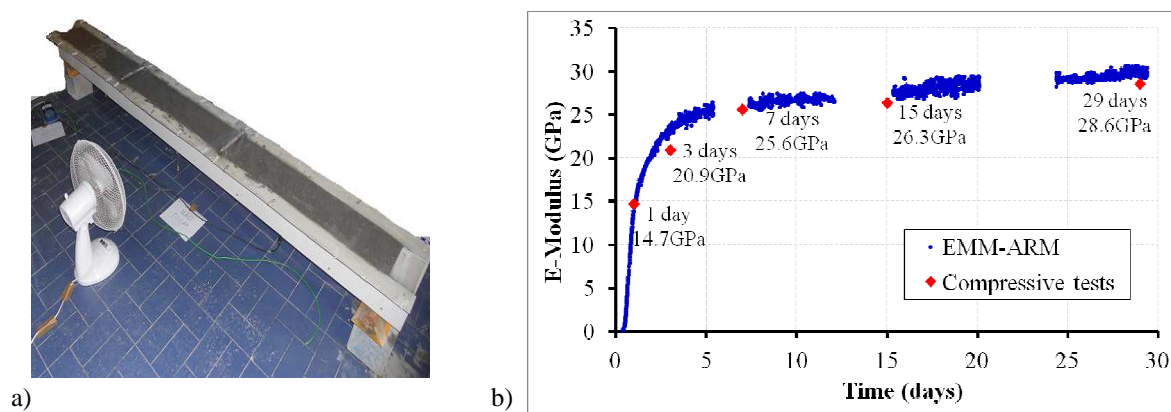 a)
b)
E-Modulus (GPa)
35
30
25
20
15
10
5
0
1 day
14.7GPa
3 days
20.9GPa
7 days
25.6GPa
15 days
26.3GPa
29 days
28.6GPa
EMM-ARM
Compressive tests
0
5
10
15
20
25
30
Time (days)